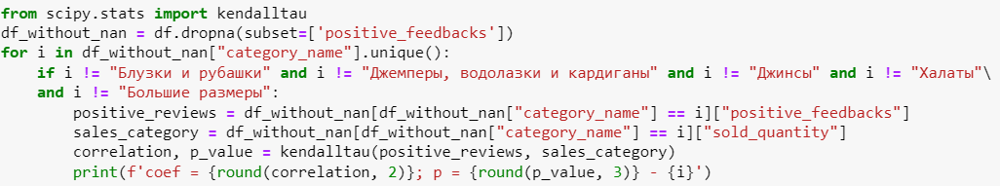 from scipy.stats import kendalltau
df_without_nan = df.dropna(subset=['positive_feedbacks'])
for i in df_without_nan["category_name"].unique():
    if i != "Блузки и рубашки" and i != "Джемперы, водолазки и кардиганы" and i != "Джинсы" and i != "Халаты"\
    and i != "Большие размеры":
        positive_reviews = df_without_nan[df_without_nan["category_name"] == i]["positive_feedbacks"]
        sales_category = df_without_nan[df_without_nan["category_name"] == i]["sold_quantity"]
        correlation, p_value = kendalltau(positive_reviews, sales_category)
        print(f'coef = {round(correlation, 2)}; p = {round(p_value, 3)} - {i}')